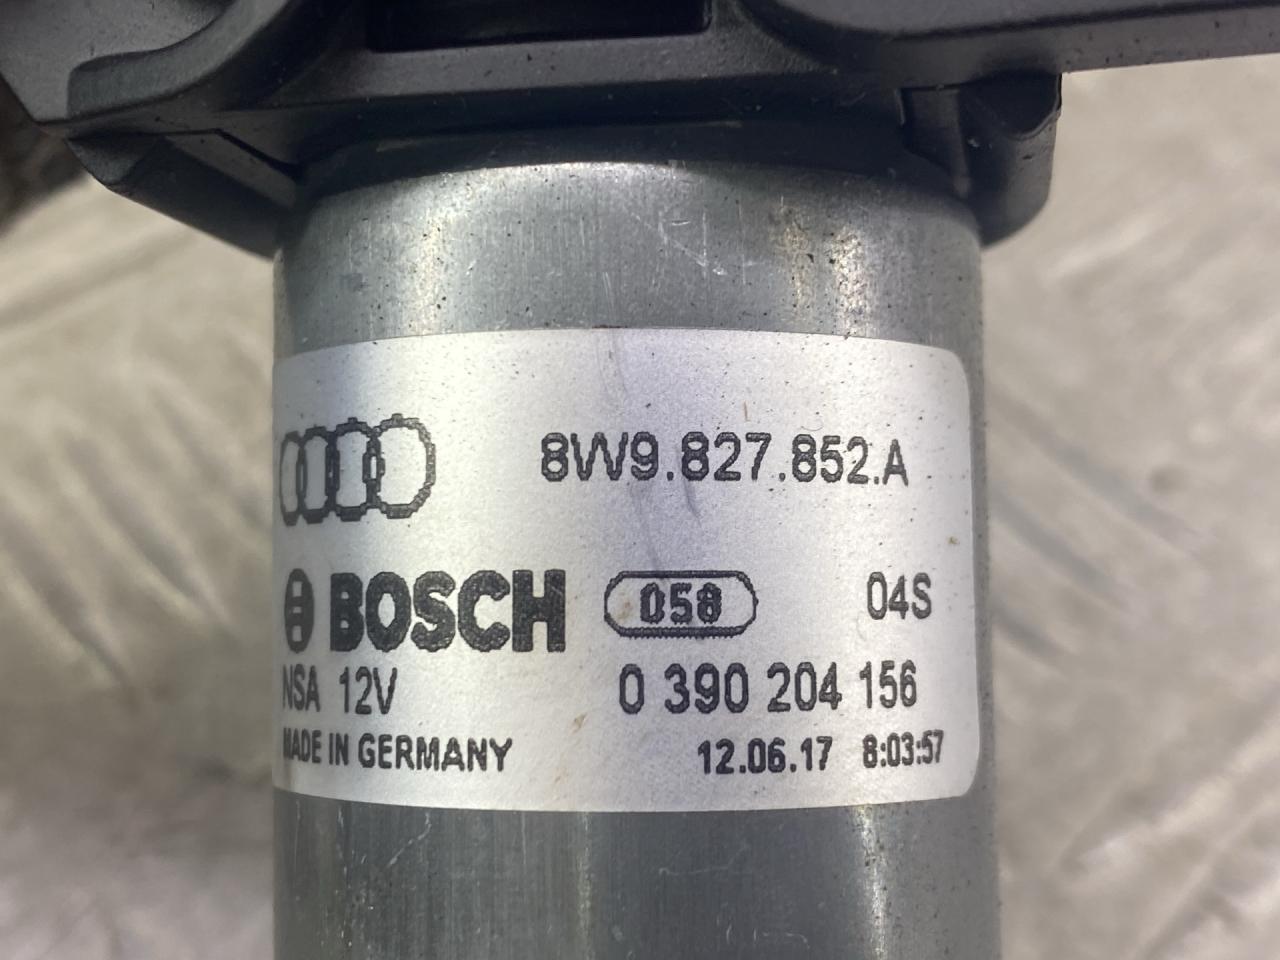 8W9.827.852.A
BOSCH 058 04S
NSA 12V 0 390 204 156
MADE IN GERMANY 12.06.17 8:03:57